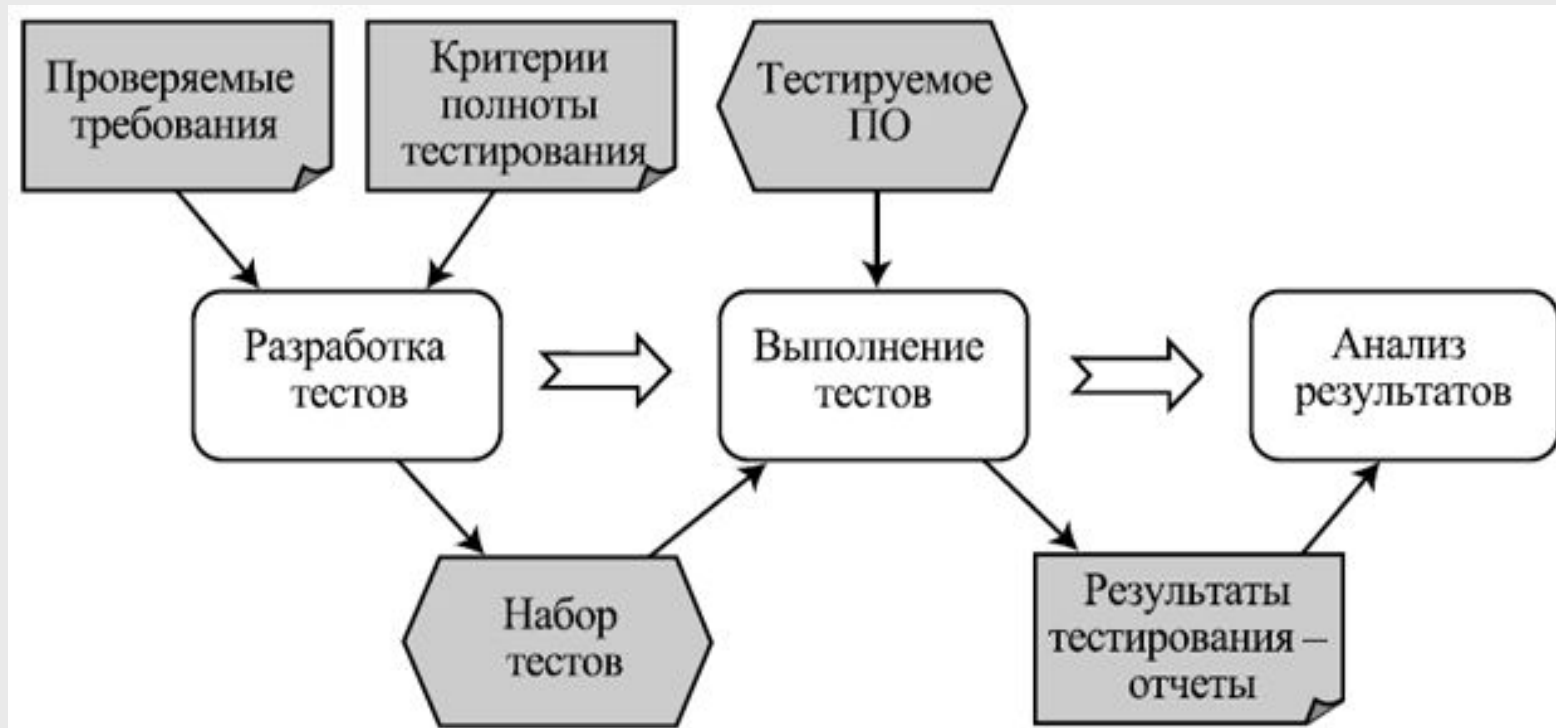 Проверяемые
требования
Критерии
полноты
тестирования
Тестируемое
ПО
Разработка
тестов
Выполнение
тестов
Анализ
результатов
Набор
тестов
Результаты
тестирования –
отчеты